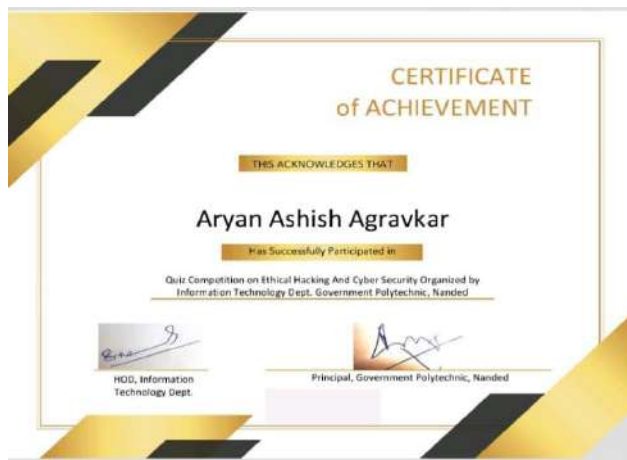 CERTIFICATE
of ACHIEVEMENT
THIS ACKNOWLEDGES THAT
Aryan Ashish Agravkar
Has Successfully Participated in
Quiz Competition on Ethical Hacking And Cyber Security Organized by
Information Technology Dept. Government Polytechnic, Nanded
HOD, Information
Technology Dept.
Principal, Government Polytechnic, Nanded